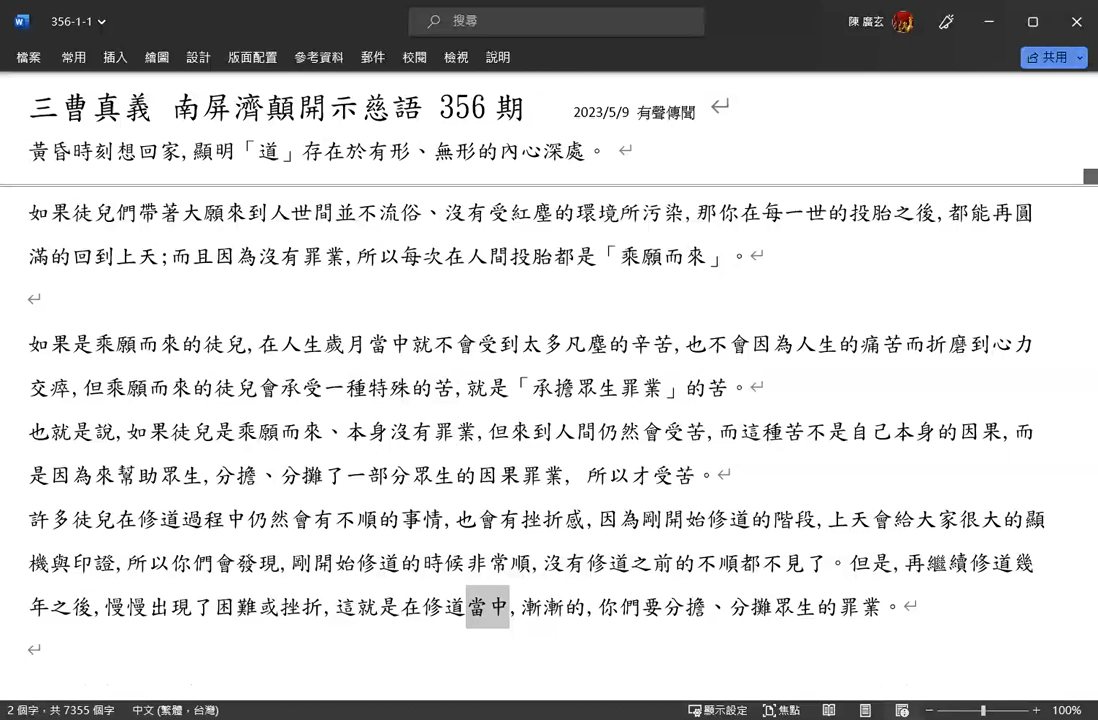 356-1-1
搜尋
陳 廣玄
檔案 常用 插入 繪圖 設計 版面配置 參考資料 郵件 校閱 檢視 說明
共用
三曹真義 南屏濟顛開示慈語 356 期 2023/5/9 有聲傳聞
黃昏時刻想回家,顯明「道」存在於有形、無形的內心深處。
如果徒兒們帶著大願來到人世間並不流俗、沒有受紅塵的環境所污染,那你在每一世的投胎之後,都能再圓
滿的回到上天;而且因為沒有罪業,所以每次在人間投胎都是「乘願而來」。
如果是乘願而來的徒兒,在人生歲月當中就不會受到太多凡塵的辛苦,也不會因為人生的痛苦而折磨到心力
交瘁,但乘願而來的徒兒會承受一種特殊的苦,就是「承擔眾生罪業」的苦。
也就是說,如果徒兒是乘願而來、本身沒有罪業,但來到人間仍然會受苦,而這種苦不是自己本身的因果,而
是因為來幫助眾生,分擔、分攤了一部分眾生的因果罪業, 所以才受苦。
許多徒兒在修道過程中仍然會有不順的事情,也會有挫折感,因為剛開始修道的階段,上天會給大家很大的顯
機與印證,所以你們會發現,剛開始修道的時候非常順,沒有修道之前的不順都不見了。但是,再繼續修道幾
年之後,慢慢出現了困難或挫折,這就是在修道當中,漸漸的,你們要分擔、分攤眾生的罪業。
2 個字，共 7355 個字 中文 (繁體，台灣) 顯示設定 焦點 100%